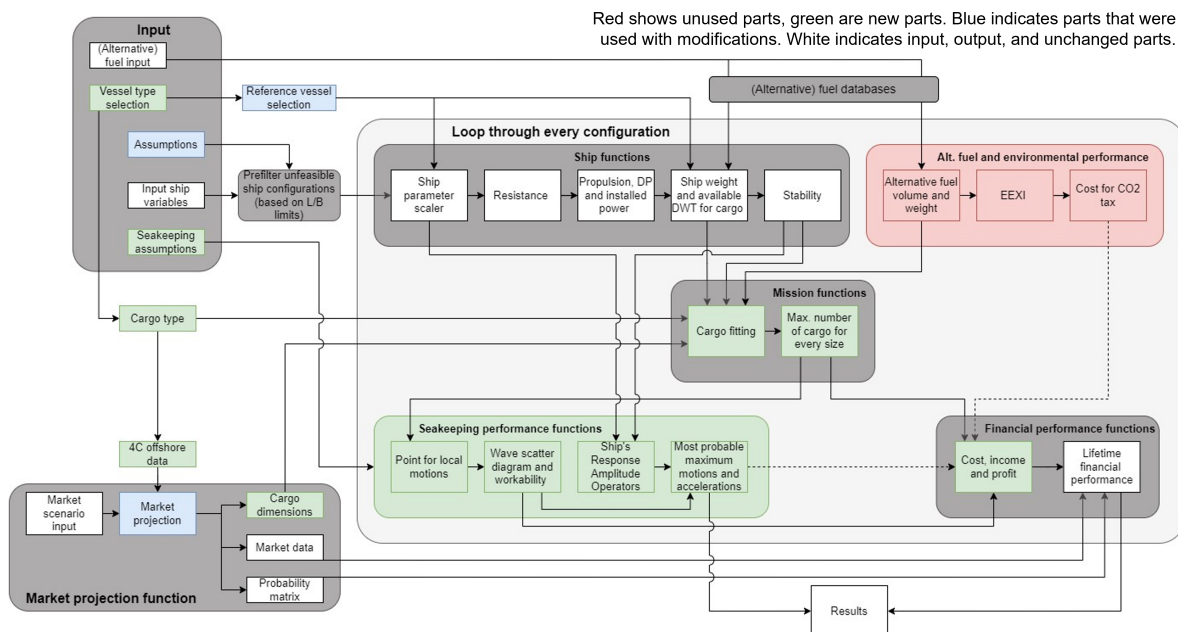 Red shows unused parts, green are new parts. Blue indicates parts that were
used with modifications. White indicates input, output, and unchanged parts.
Input
(Alternative)
fuel input
Vessel type
selection
Reference vessel
selection
(Alternative) fuel databases
Assumptions
Input ship
variables
Prefilter unfeasible
ship configurations
(based on L/B
limits)
Seakeeping
assumptions
Loop through every configuration
Ship functions
Ship
parameter
scaler
Resistance
Propulsion, DP
and installed
power
Ship weight
and available
DWT for cargo
Stability
Alt. fuel and environmental performance
Alternative fuel
volume and
weight
EEXI
Cost for CO2
tax
Mission functions
Cargo fitting
Max. number
of cargo for
every size
Cargo type
4C offshore
data
Seakeeping performance functions
Point for local
motions
Wave scatter
diagram and
workability
Ship's
Response
Amplitude
Operators
Most probable
maximum
motions and
accelerations
Financial performance functions
Cost, income
and profit
Lifetime
financial
performance
Market
scenario
input
Market
projection
Cargo
dimensions
Market data
Probability
matrix
Market projection function
Results